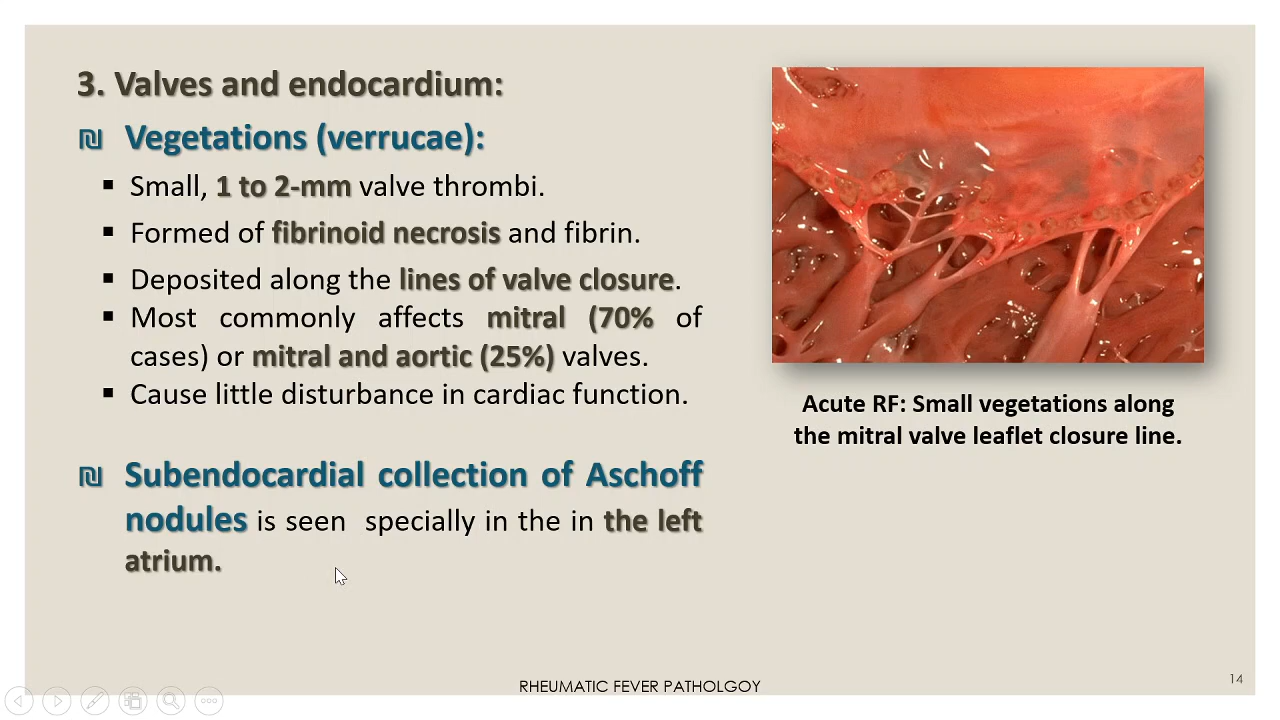 3. Valves and endocardium:
₪ Vegetations (verrucae):
▪ Small, 1 to 2-mm valve thrombi.
▪ Formed of fibrinoid necrosis and fibrin.
▪ Deposited along the lines of valve closure.
▪ Most commonly affects mitral (70% of
cases) or mitral and aortic (25%) valves.
▪ Cause little disturbance in cardiac function.
₪ Subendocardial collection of Aschoff
nodules is seen specially in the in the left
atrium.
Acute RF: Small vegetations along
the mitral valve leaflet closure line.
RHEUMATIC FEVER PATHOLGOY
14